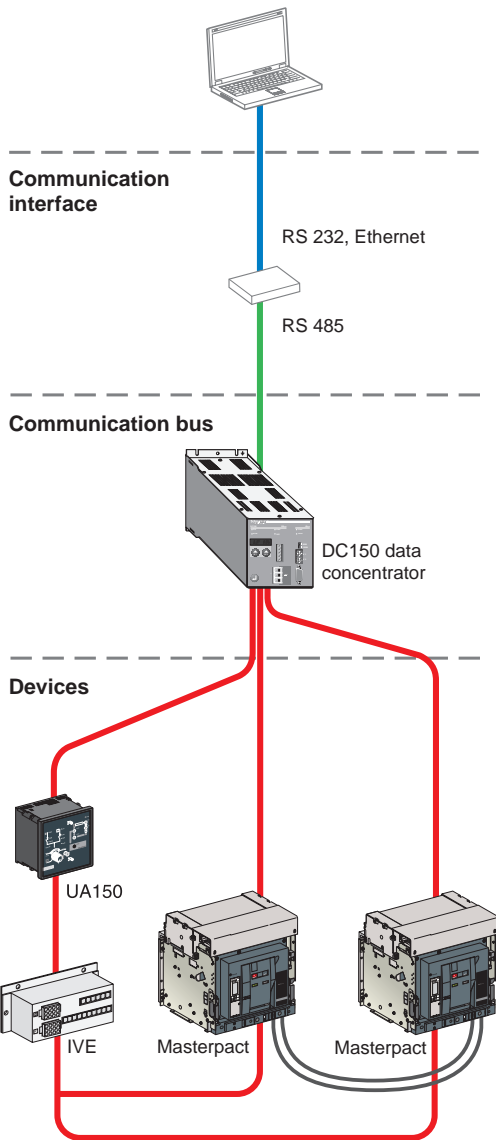 Communication
interface
RS 232, Ethernet
RS 485
Communication bus
DC150 data
concentrator
Devices
UA150
IVE
Masterpact
Masterpact